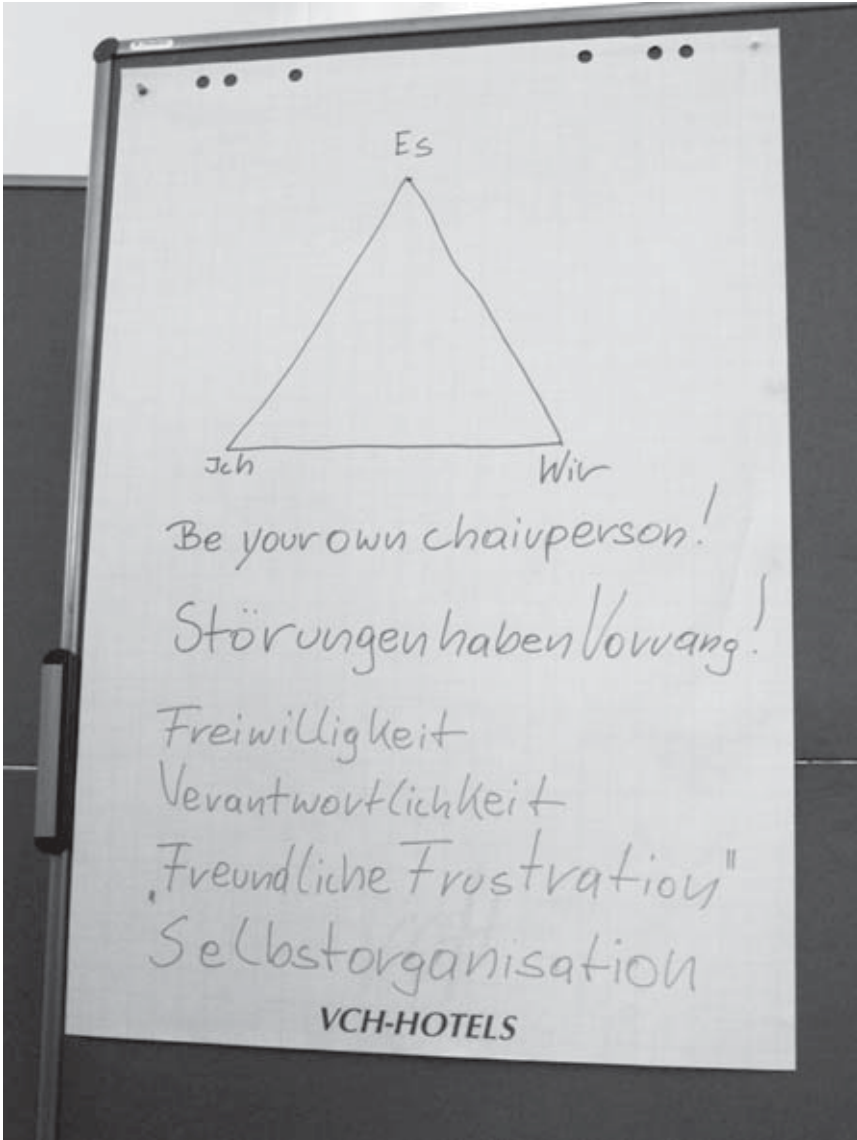 Es
Ich Wir
Be your own chairperson!
Störungen haben Vorrang!
Freiwilligkeit
Verantwortlichkeit
„Freundliche Frustration"
Selbstorganisation
VCH-HOTELS